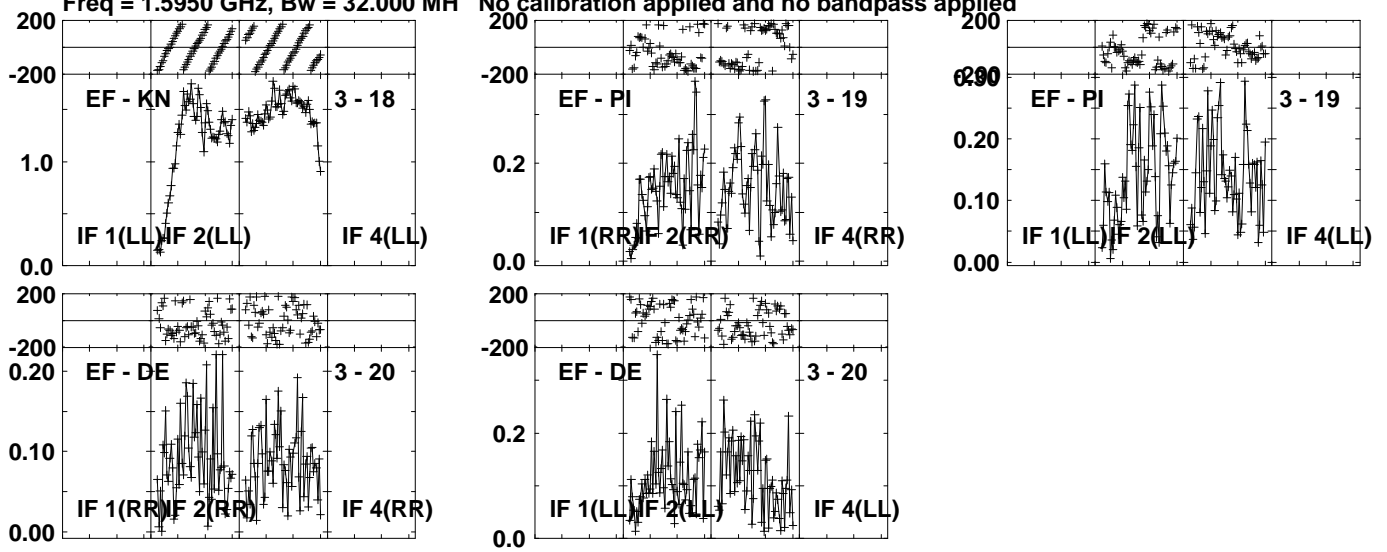 Freq = 1.5950 GHz, Bw = 32.000 MH No calibration applied and no bandpass applied
200
-200
EF - KN 3 - 18
1.0
IF 1(LL) IF 2(LL) IF 4(LL)
0.0
200
-200
EF - PI 3 - 19
0.2
IF 1(RR) IF 2(RR) IF 4(RR)
0.0
200
-200
0.30
EF - PI 3 - 19
0.20
0.10
IF 1(LL) IF 2(LL) IF 4(LL)
0.00
200
-200
0.20
EF - DE 3 - 20
0.10
IF 1(RR) IF 2(RR) IF 4(RR)
0.00
200
-200
EF - DE 3 - 20
0.2
IF 1(LL) IF 2(LL) IF 4(LL)
0.0